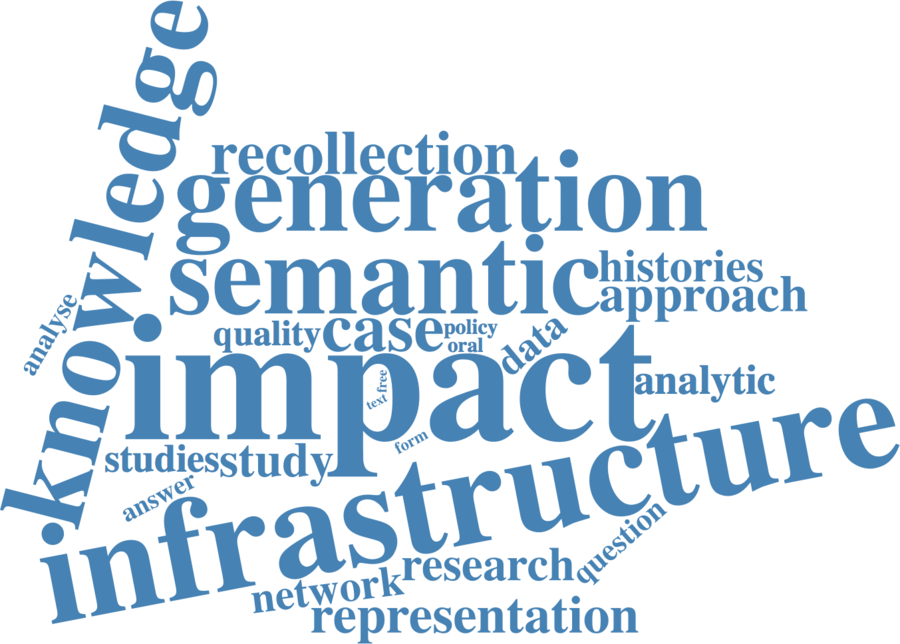 knowledge
recollection
generation
semantic
histories
approach
analyse
quality
case
policy
oral
data
impact
free
text
analytic
form
studies
study
answer
infrastructure
question
research
network
representation